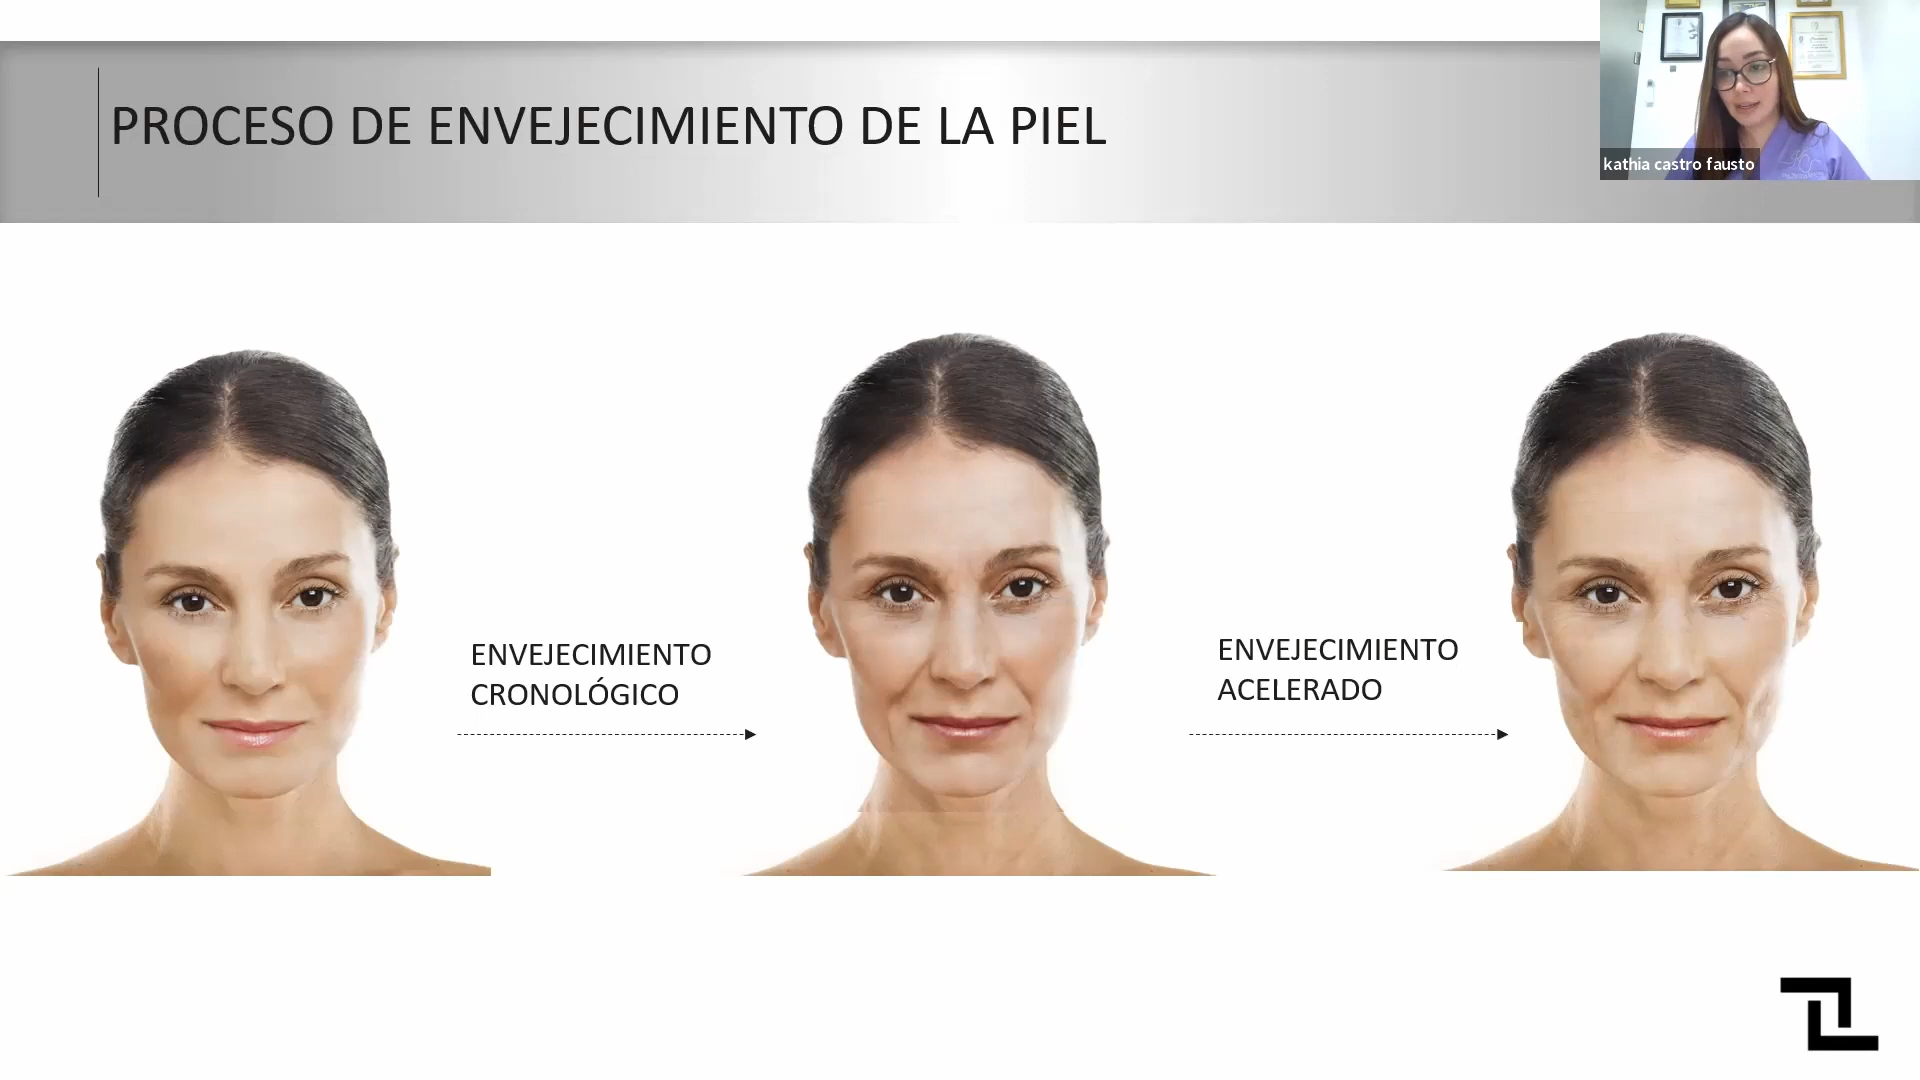 PROCESO DE ENVEJECIMIENTO DE LA PIEL
kathia castro fausto
ENVEJECIMIENTO
CRONOLÓGICO
ENVEJECIMIENTO
ACELERADO